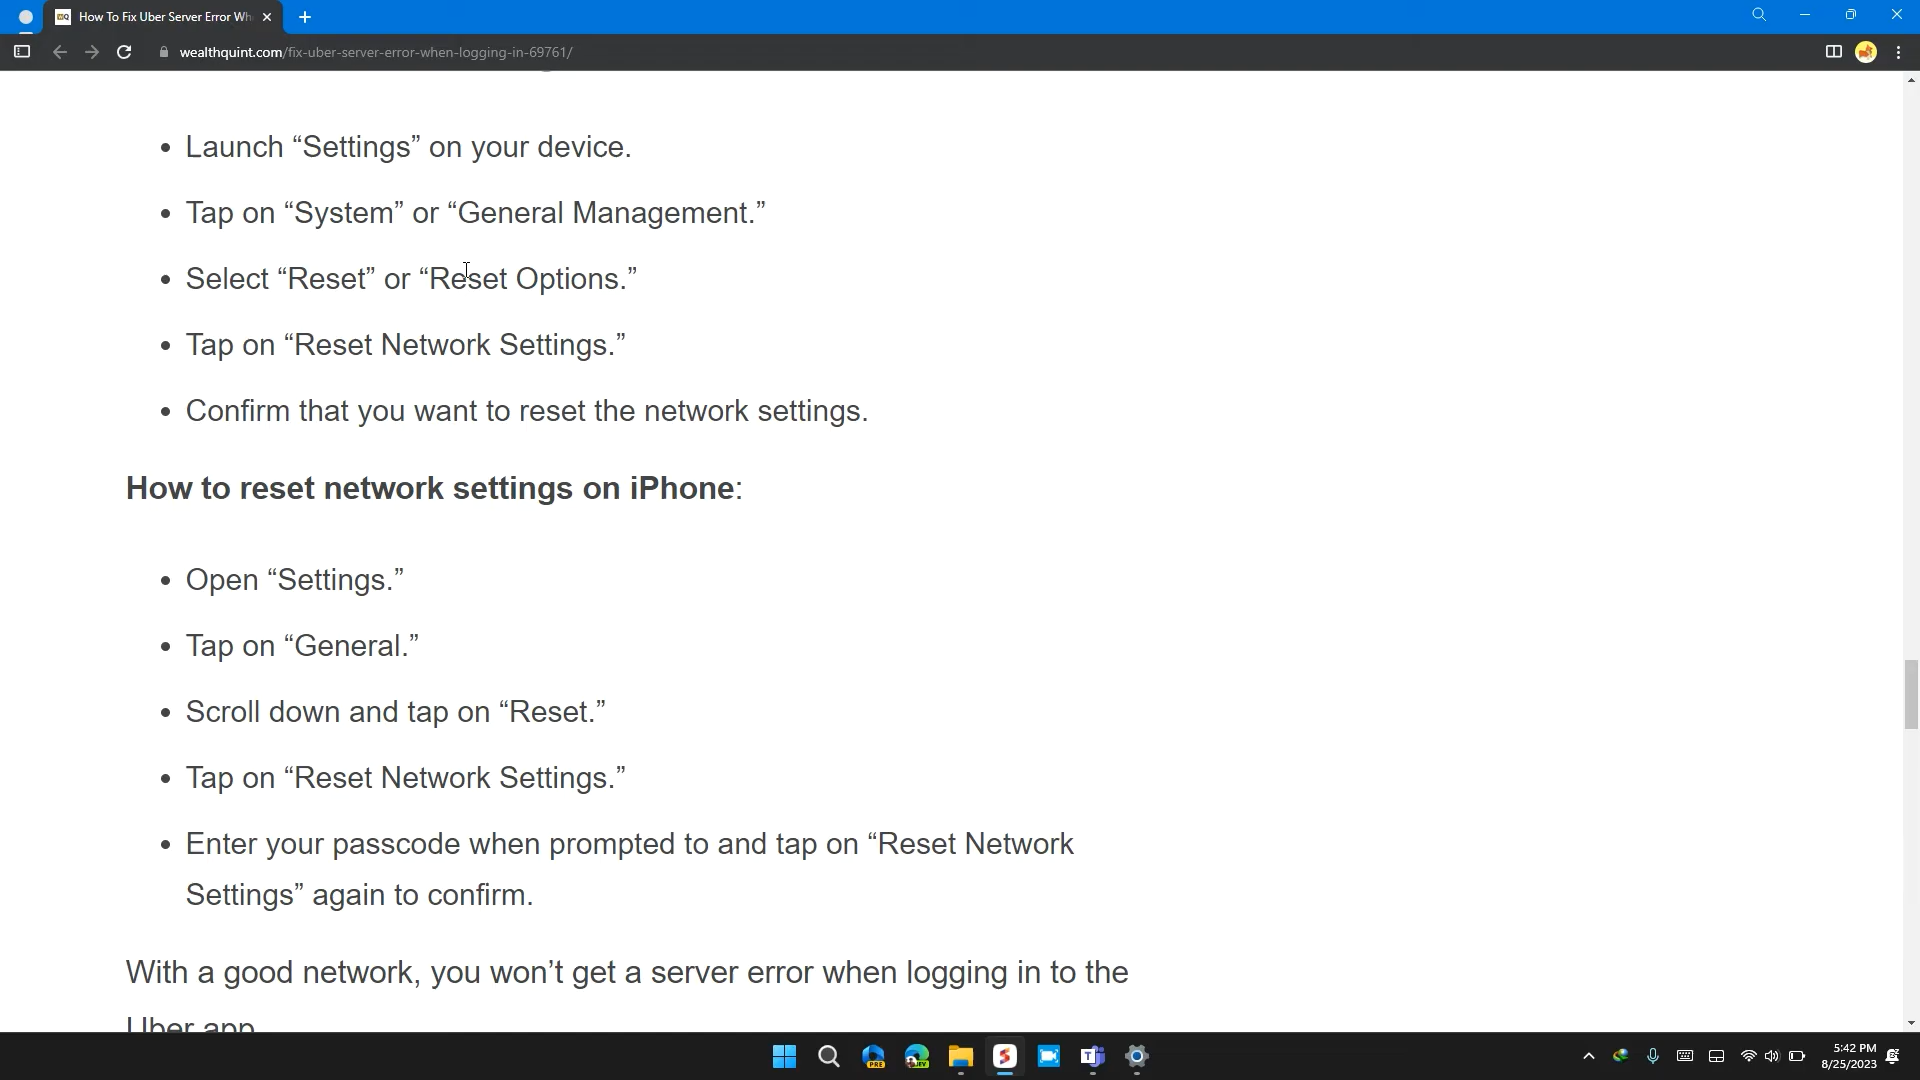 How To Fix Uber Server Error Wh
wealthquint.com/fix-uber-server-error-when-logging-in-69761/
• Launch “Settings” on your device.
• Tap on “System” or “General Management.”
• Select “Reset” or “Reset Options.”
• Tap on “Reset Network Settings.”
• Confirm that you want to reset the network settings.
How to reset network settings on iPhone:
• Open “Settings.”
• Tap on “General.”
• Scroll down and tap on “Reset.”
• Tap on “Reset Network Settings.”
• Enter your passcode when prompted to and tap on “Reset Network
Settings” again to confirm.
With a good network, you won’t get a server error when logging in to the
Uber app
PRE
5:42 PM
8/25/2023